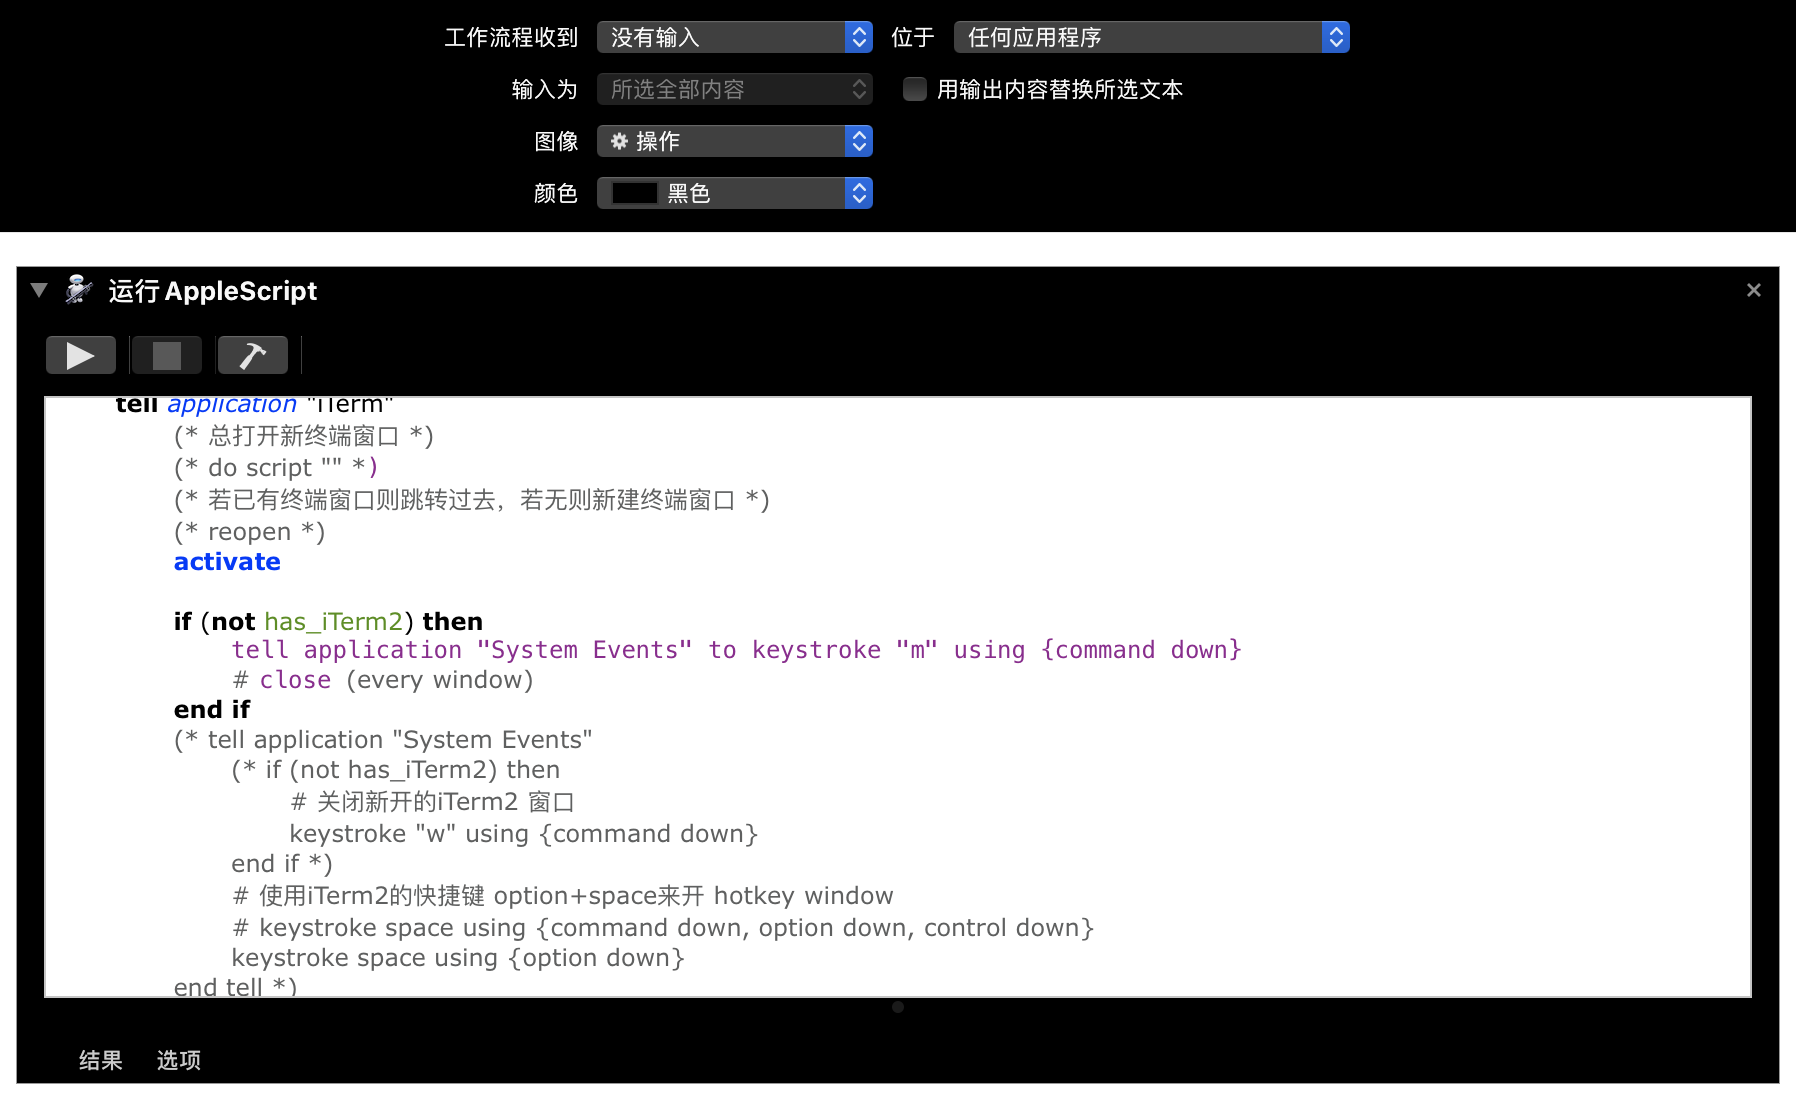 工作流程收到 没有输入 位于 任何应用程序
输入为 所选全部内容 用输出内容替换所选文本
图像 操作
颜色 黑色
运行 AppleScript
tell application "iTerm"
(* 总打开新终端窗口 *)
(* do script "" *)
(* 若已有终端窗口则跳转过去，若无则新建终端窗口 *)
(* reopen *)
activate
if (not has_iTerm2) then
tell application "System Events" to keystroke "m" using {command down}
# close (every window)
end if
(* tell application "System Events"
(* if (not has_iTerm2) then
# 关闭新开的iTerm2 窗口
keystroke "w" using {command down}
end if *)
# 使用iTerm2的快捷键 option+space来开 hotkey window
# keystroke space using {command down, option down, control down}
keystroke space using {option down}
end tell *)
结果 选项